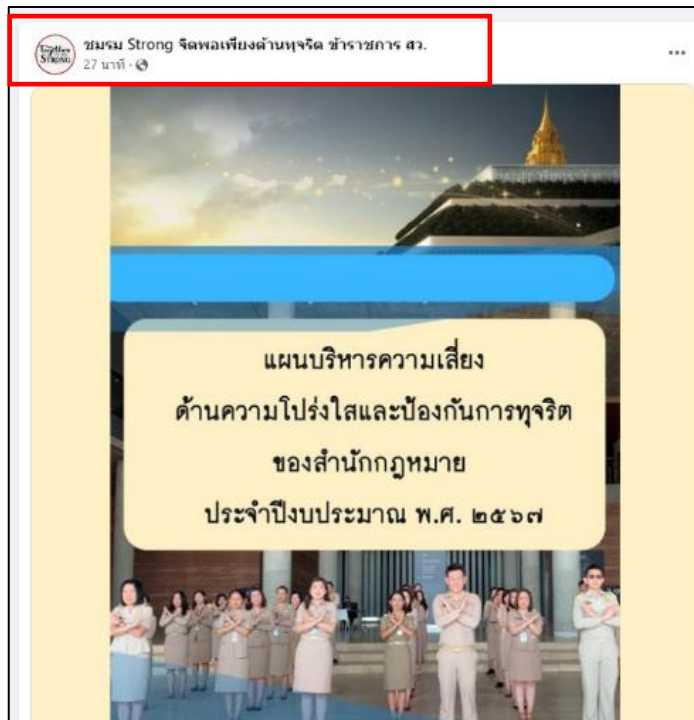 Together
STRONG
ชมรม Strong จิตพอเพียงต้านทุจริต ข้าราชการ สว.
27 นาที ·
แผนบริหารความเสี่ยง
ด้านความโปร่งใสและป้องกันการทุจริต
ของสำนักกฎหมาย
ประจำปีงบประมาณ พ.ศ. ๒๕๖๗